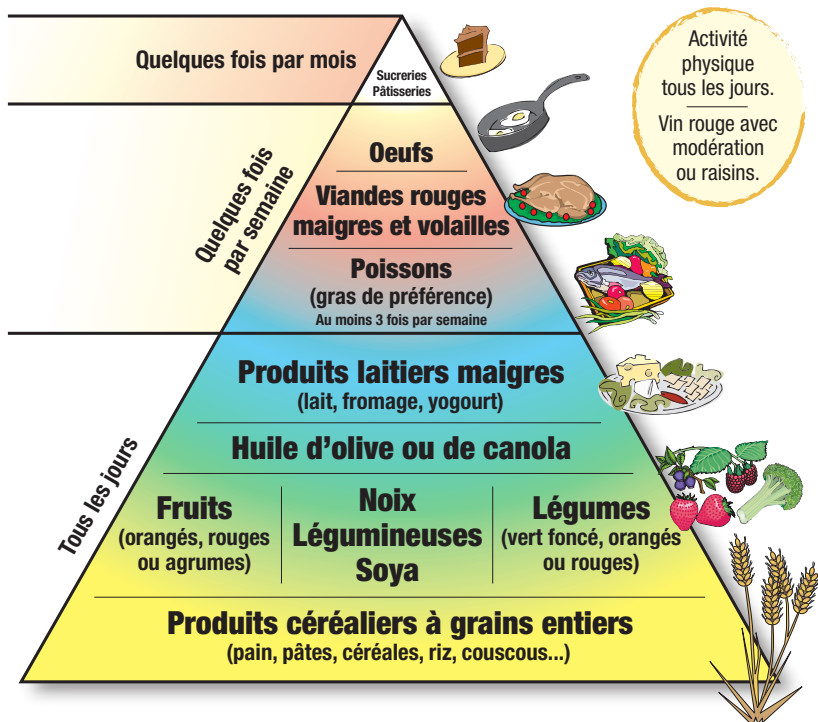 Quelques fois par mois
Sucreries
Pâtisseries
Activité
physique
tous les jours.
Vin rouge avec
modération
ou raisins.
Quelques fois
par semaine
Oeufs
Viandes rouges
maigres et volailles
Poissons
(gras de préférence)
Au moins 3 fois par semaine
Tous les jours
Produits laitiers maigres
(lait, fromage, yogourt)
Huile d'olive ou de canola
Fruits
(orangés, rouges
ou agrumes)
Noix
Légumineuses
Soya
Légumes
(vert foncé, orangés
ou rouges)
Produits céréaliers à grains entiers
(pain, pâtes, céréales, riz, couscous...)